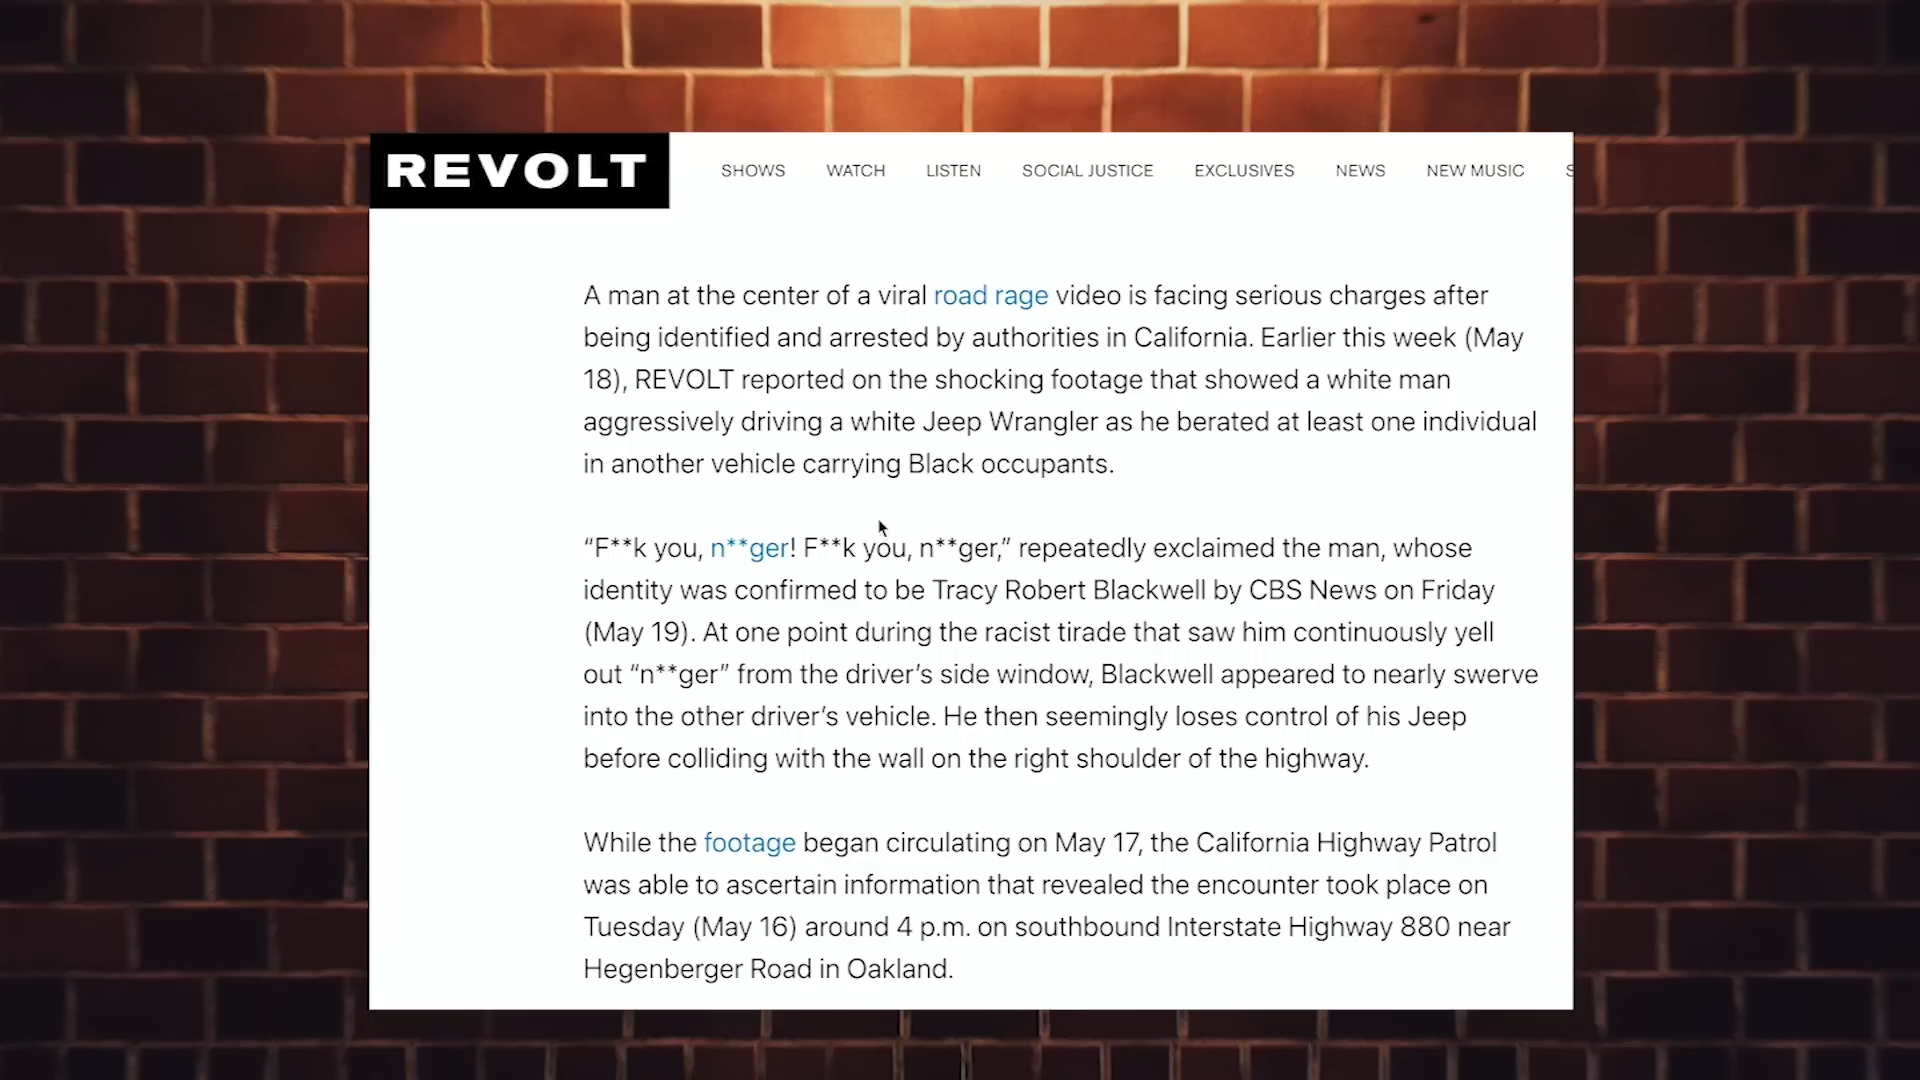 REVOLT
SHOWS WATCH LISTEN SOCIAL JUSTICE EXCLUSIVES NEWS NEW MUSIC S
A man at the center of a viral road rage video is facing serious charges after
being identified and arrested by authorities in California. Earlier this week (May
18), REVOLT reported on the shocking footage that showed a white man
aggressively driving a white Jeep Wrangler as he berated at least one individual
in another vehicle carrying Black occupants.
“F**k you, n**ger! F**k you, n**ger,” repeatedly exclaimed the man, whose
identity was confirmed to be Tracy Robert Blackwell by CBS News on Friday
(May 19). At one point during the racist tirade that saw him continuously yell
out “n**ger” from the driver’s side window, Blackwell appeared to nearly swerve
into the other driver’s vehicle. He then seemingly loses control of his Jeep
before colliding with the wall on the right shoulder of the highway.
While the footage began circulating on May 17, the California Highway Patrol
was able to ascertain information that revealed the encounter took place on
Tuesday (May 16) around 4 p.m. on southbound Interstate Highway 880 near
Hegenberger Road in Oakland.